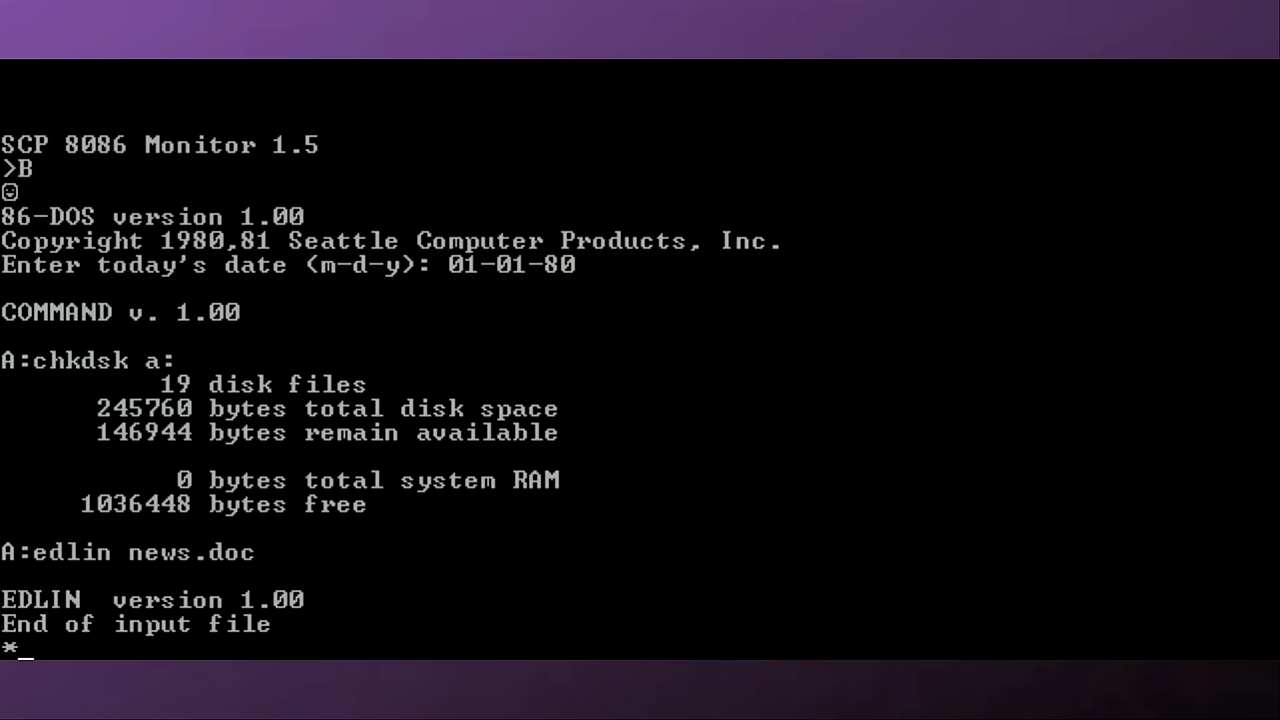 SCP 8086 Monitor 1.5
>B
☺
86-DOS version 1.00
Copyright 1980,81 Seattle Computer Products, Inc.
Enter today's date (m-d-y): 01-01-80
COMMAND v. 1.00
A:chkdsk a:
19 disk files
245760 bytes total disk space
146944 bytes remain available
0 bytes total system RAM
1036448 bytes free
A:edlin news.doc
EDLIN  version 1.00
End of input file
*_